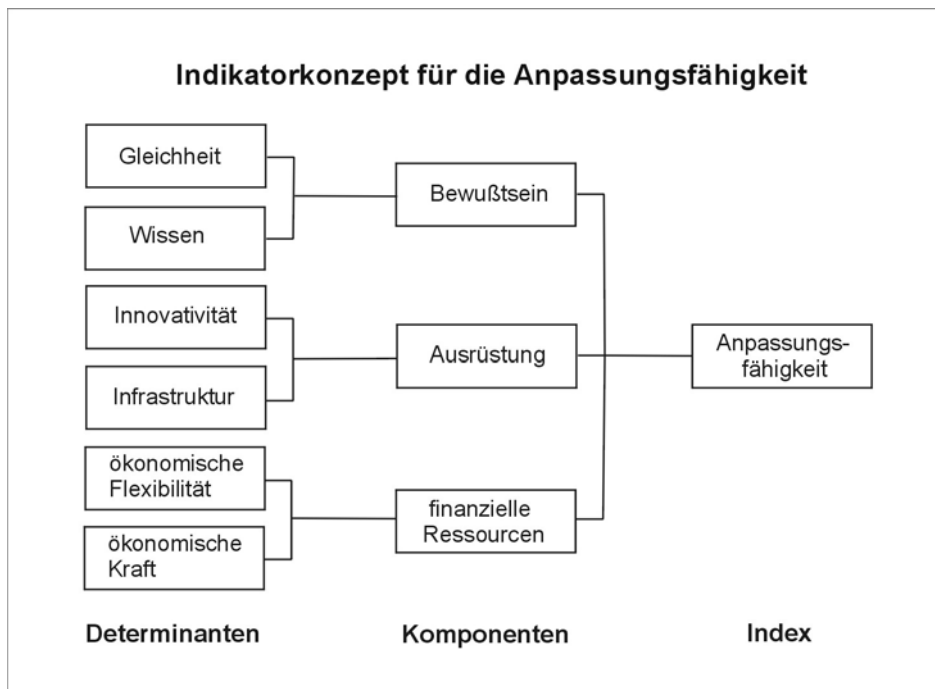 Indikatorkonzept für die Anpassungsfähigkeit
Gleichheit
Wissen
Innovativität
Infrastruktur
ökonomische
Flexibilität
ökonomische
Kraft
Determinanten
Bewußtsein
Ausrüstung
finanzielle
Ressourcen
Komponenten
Anpassungs-
fähigkeit
Index